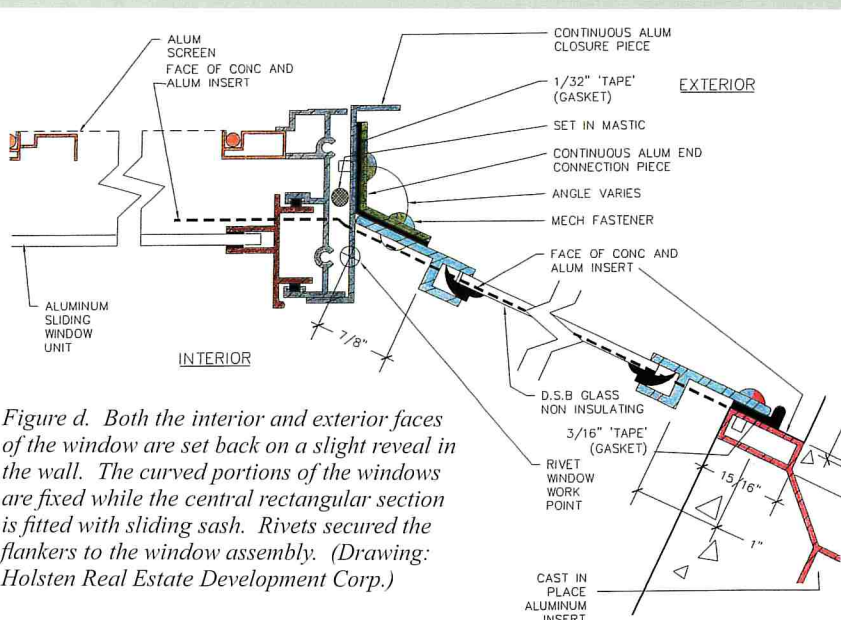 ALUM
SCREEN
FACE OF CONC AND
ALUM INSERT
CONTINUOUS ALUM
CLOSURE PIECE
1/32" 'TAPE'
(GASKET)
EXTERIOR
SET IN MASTIC
CONTINUOUS ALUM END
CONNECTION PIECE
ANGLE VARIES
MECH FASTENER
FACE OF CONC AND
ALUM INSERT
ALUMINUM
SLIDING
WINDOW
UNIT
INTERIOR
7/8"
D.S.B GLASS
NON INSULATING
3/16" 'TAPE'
(GASKET)
RIVET
WINDOW
WORK
POINT
15/16"
1"
CAST IN
PLACE
ALUMINUM
INSERT
Figure d. Both the interior and exterior faces
of the window are set back on a slight reveal in
the wall. The curved portions of the windows
are fixed while the central rectangular section
is fitted with sliding sash. Rivets secured the
flankers to the window assembly. (Drawing:
Holsten Real Estate Development Corp.)